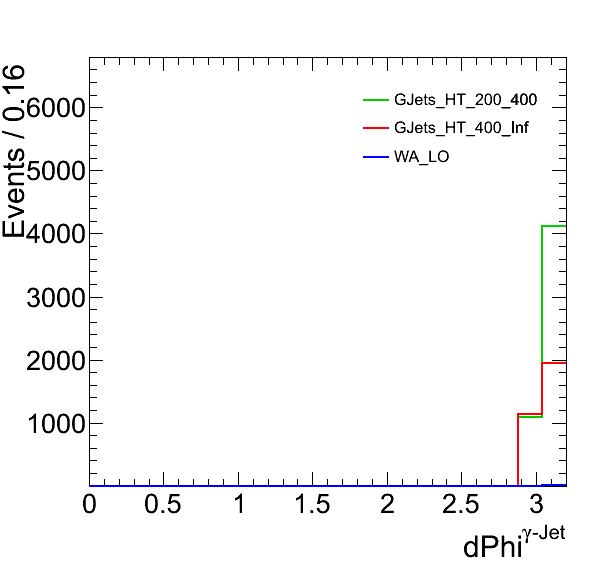 Events / 0.16
6000
5000
4000
3000
2000
1000
GJets_HT_200_400
GJets_HT_400_Inf
WA_LO
0 0.5 1 1.5 2 2.5 3
dPhi^γ-Jet